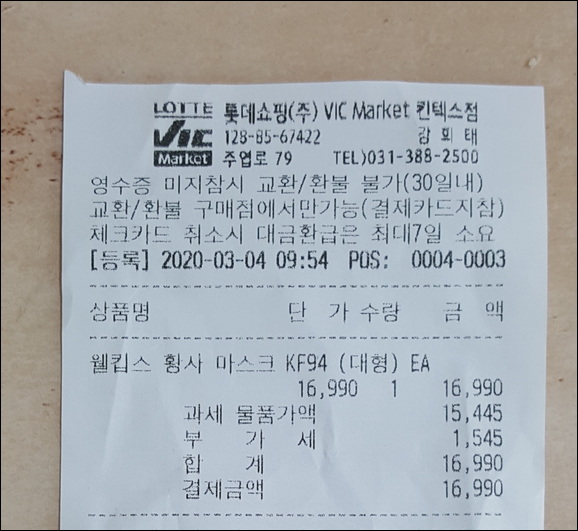 LOTTE 롯데쇼핑(주) VIC Market 킨텍스점
VIC 128-85-67422 강희태
Market 주엽로 79 TEL)031-388-2500
영수증 미지참시 교환/환불 불가(30일내)
교환/환불 구매점에서만가능(결제카드지참)
체크카드 취소시 대금환급은 최대7일 소요
[등록] 2020-03-04 09:54 POS: 0004-0003
상품명 단 가 수량 금 액
웰킵스 황사 마스크 KF94 (대형) EA
16,990 1 16,990
과세 물품가액 15,445
부 가 세 1,545
합 계 16,990
결제금액 16,990